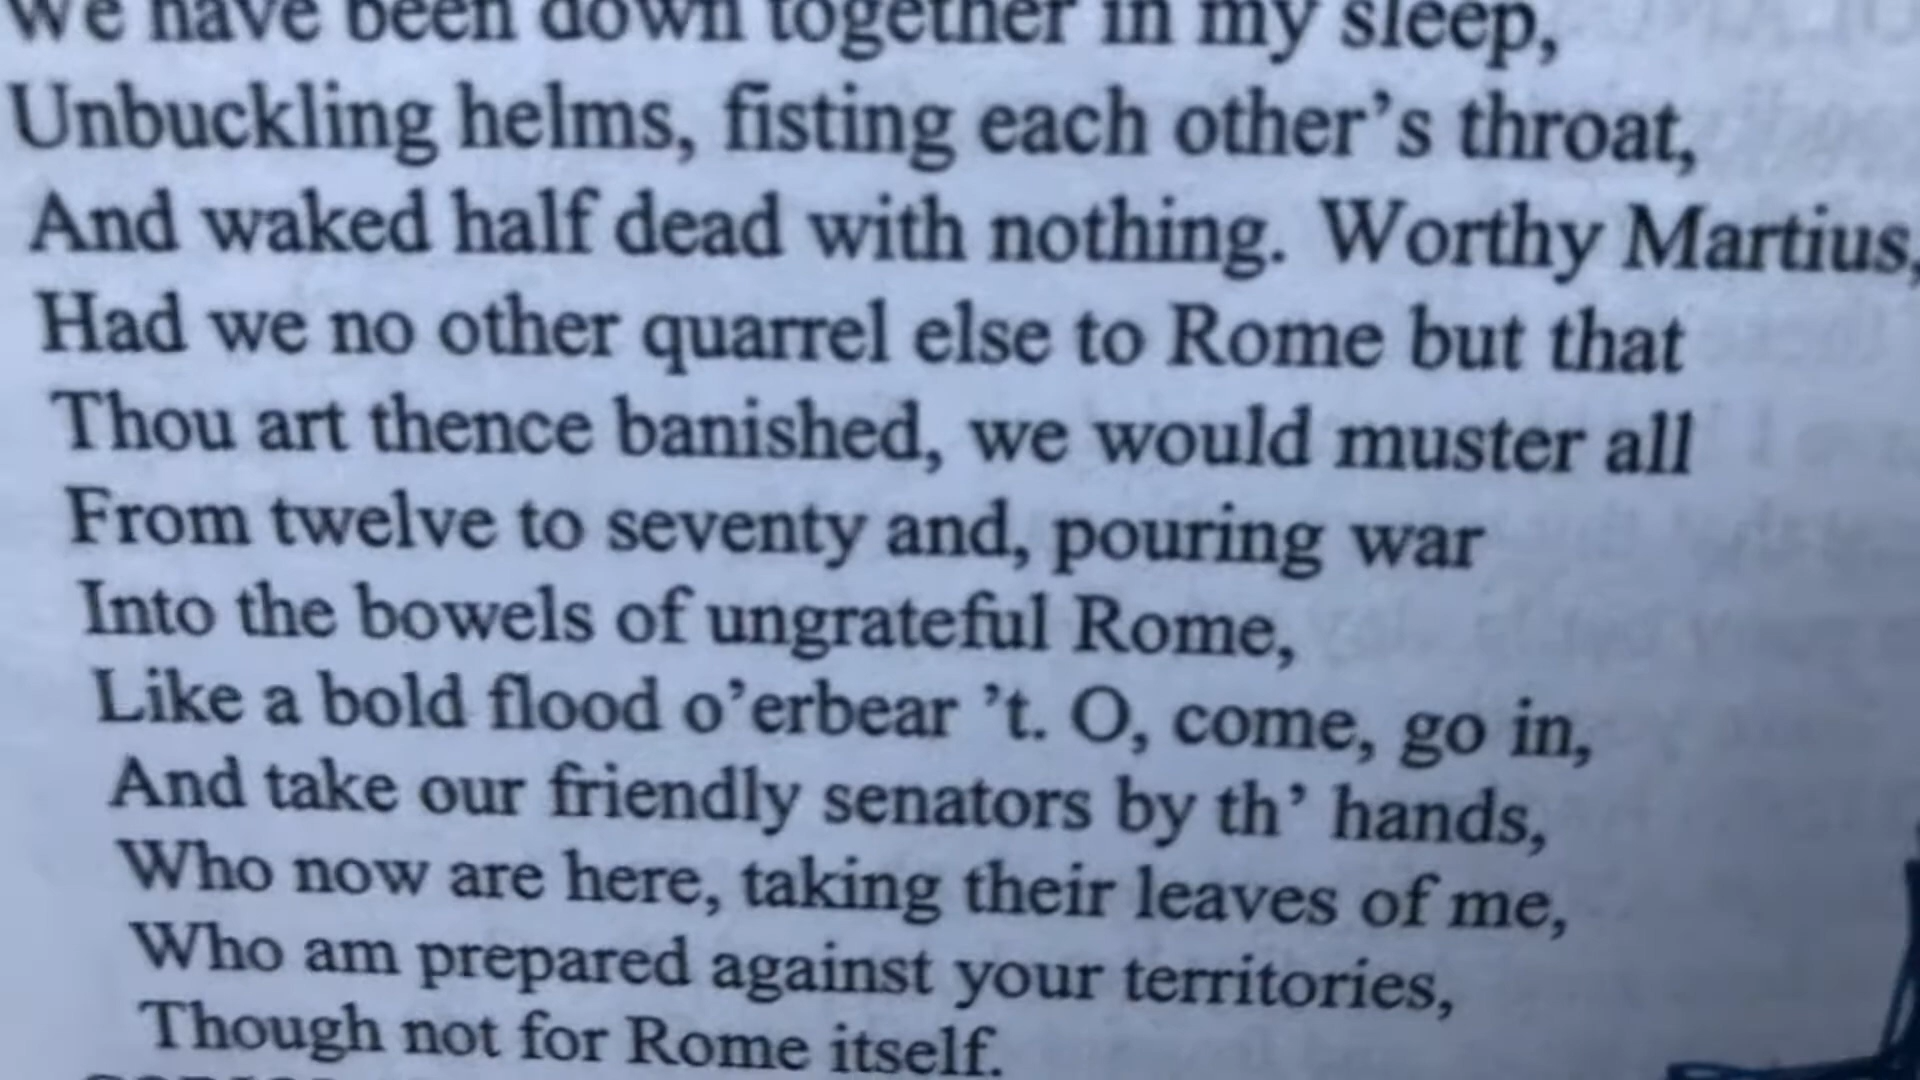 We have been down together in my sleep,
Unbuckling helms, fisting each other's throat,
And waked half dead with nothing. Worthy Martius,
Had we no other quarrel else to Rome but that
Thou art thence banished, we would muster all
From twelve to seventy and, pouring war
Into the bowels of ungrateful Rome,
Like a bold flood o'erbear 't. O, come, go in,
And take our friendly senators by th' hands,
Who now are here, taking their leaves of me,
Who am prepared against your territories,
Though not for Rome itself.